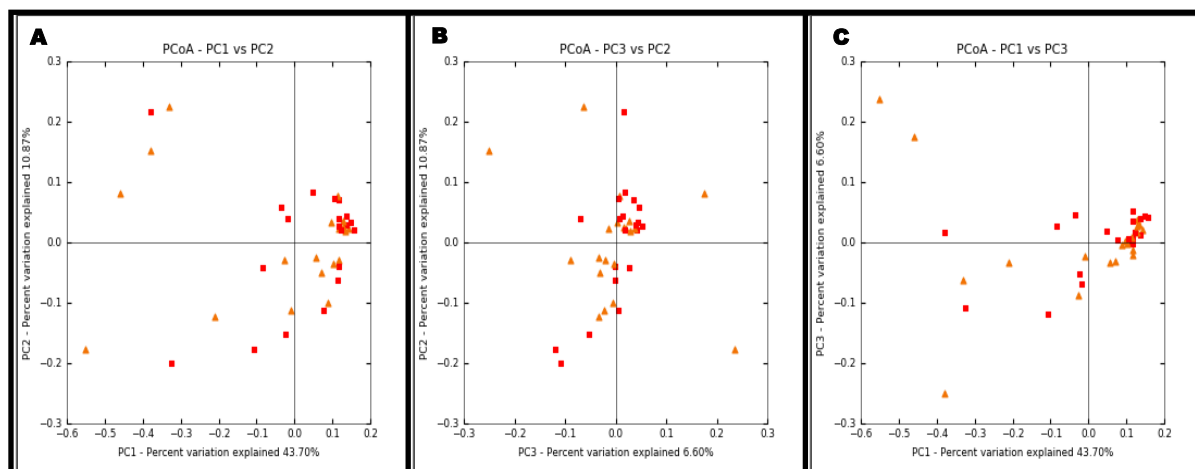 A
PCoA - PC1 vs PC2
PC2 - Percent variation explained 10.87%
0.3
0.2
0.1
0.0
−0.1
−0.2
−0.3
−0.6 −0.5 −0.4 −0.3 −0.2 −0.1 0.0 0.1 0.2
PC1 - Percent variation explained 43.70%
B
PCoA - PC3 vs PC2
PC2 - Percent variation explained 10.87%
0.3
0.2
0.1
0.0
−0.1
−0.2
−0.3
−0.3 −0.2 −0.1 0.0 0.1 0.2 0.3
PC3 - Percent variation explained 6.60%
C
PCoA - PC1 vs PC3
PC3 - Percent variation explained 6.60%
0.3
0.2
0.1
0.0
−0.1
−0.2
−0.3
−0.6 −0.5 −0.4 −0.3 −0.2 −0.1 0.0 0.1 0.2
PC1 - Percent variation explained 43.70%